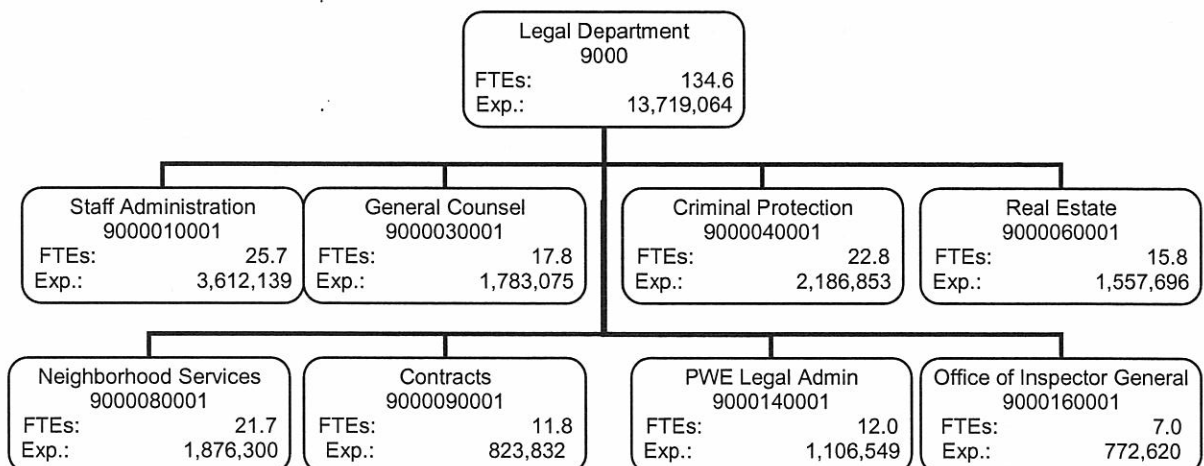 Legal Department
9000
FTEs: 134.6
Exp.: 13,719,064
Staff Administration
9000010001
FTEs: 25.7
Exp.: 3,612,139
General Counsel
9000030001
FTEs: 17.8
Exp.: 1,783,075
Criminal Protection
9000040001
FTEs: 22.8
Exp.: 2,186,853
Real Estate
9000060001
FTEs: 15.8
Exp.: 1,557,696
Neighborhood Services
9000080001
FTEs: 21.7
Exp.: 1,876,300
Contracts
9000090001
FTEs: 11.8
Exp.: 823,832
PWE Legal Admin
9000140001
FTEs: 12.0
Exp.: 1,106,549
Office of Inspector General
9000160001
FTEs: 7.0
Exp.: 772,620